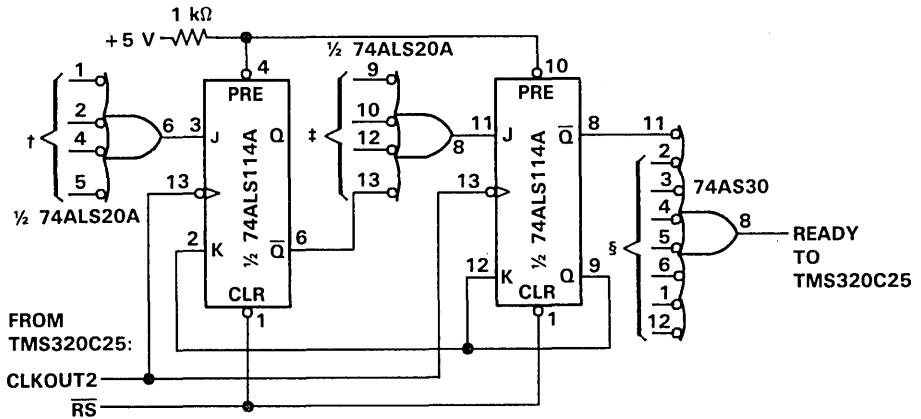 1 kΩ
+5 V
½ 74ALS20A
4
10
1
2
4
5
†
6
3
½ 74ALS20A
PRE
J
Q
13
2
K
Q̅
6
CLR
1
½ 74ALS114A
9
10
12
13
‡
8
11
PRE
J
Q̅
8
13
12
K
Q
9
CLR
1
½ 74ALS114A
11
2
3
4
5
6
1
12
§
74AS30
8
READY
TO
TMS320C25
FROM
TMS320C25:
CLKOUT2
R̅S̅